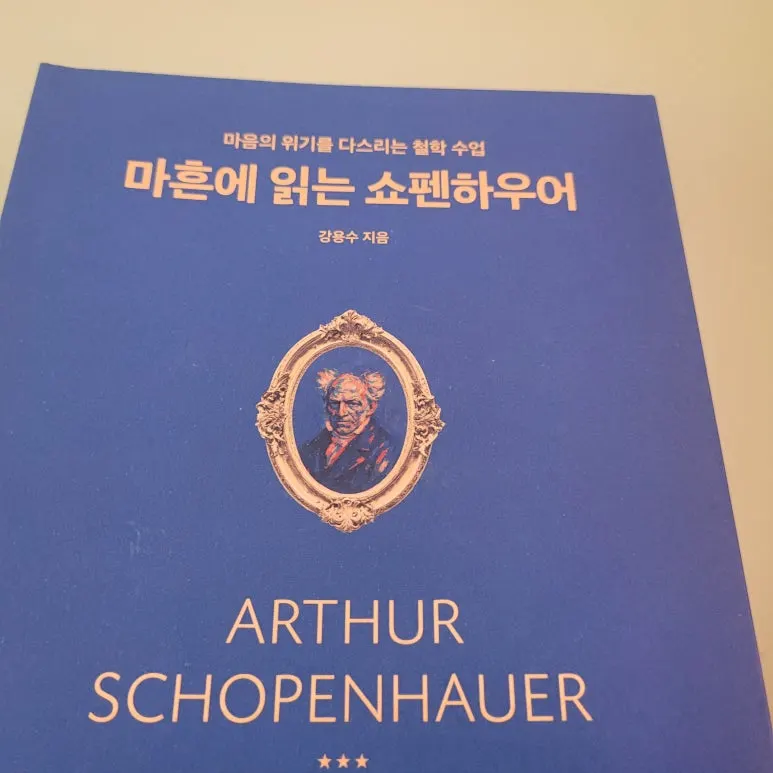 마음의 위기를 다스리는 철학 수업
마흔에 읽는 쇼펜하우어
강용수 지음
ARTHUR
SCHOPENHAUER
★★★